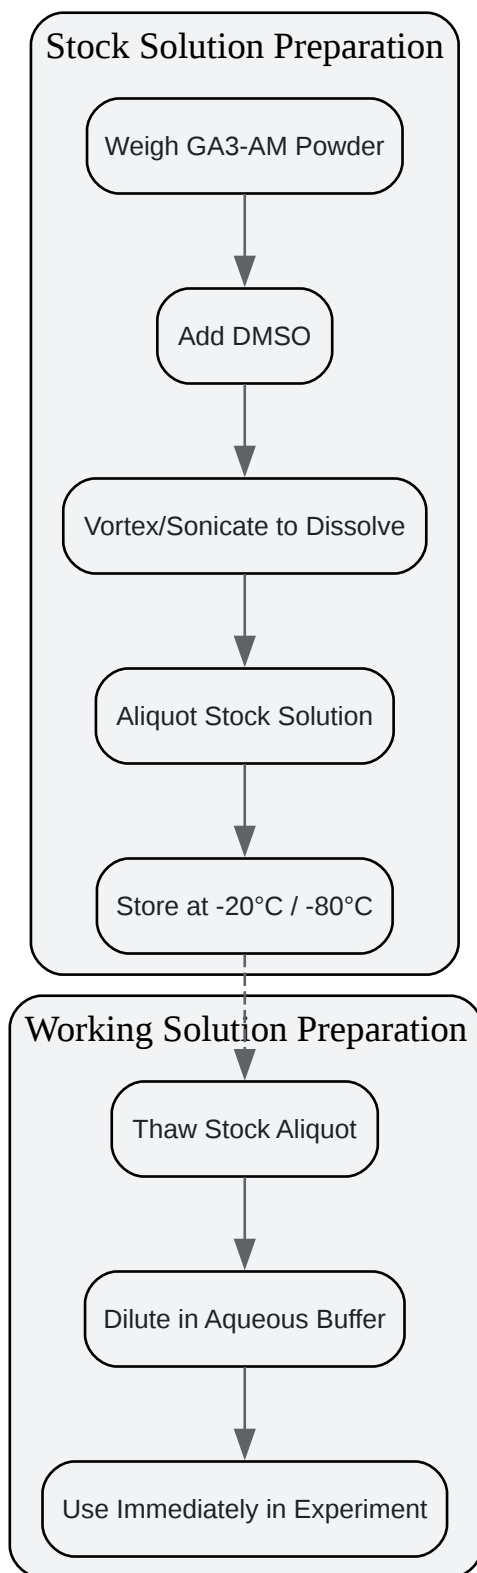 Stock Solution Preparation
Weigh GA3-AM Powder
Add DMSO
Vortex/Sonicate to Dissolve
Aliquot Stock Solution
Store at -20°C / -80°C
Working Solution Preparation
Thaw Stock Aliquot
Dilute in Aqueous Buffer
Use Immediately in Experiment